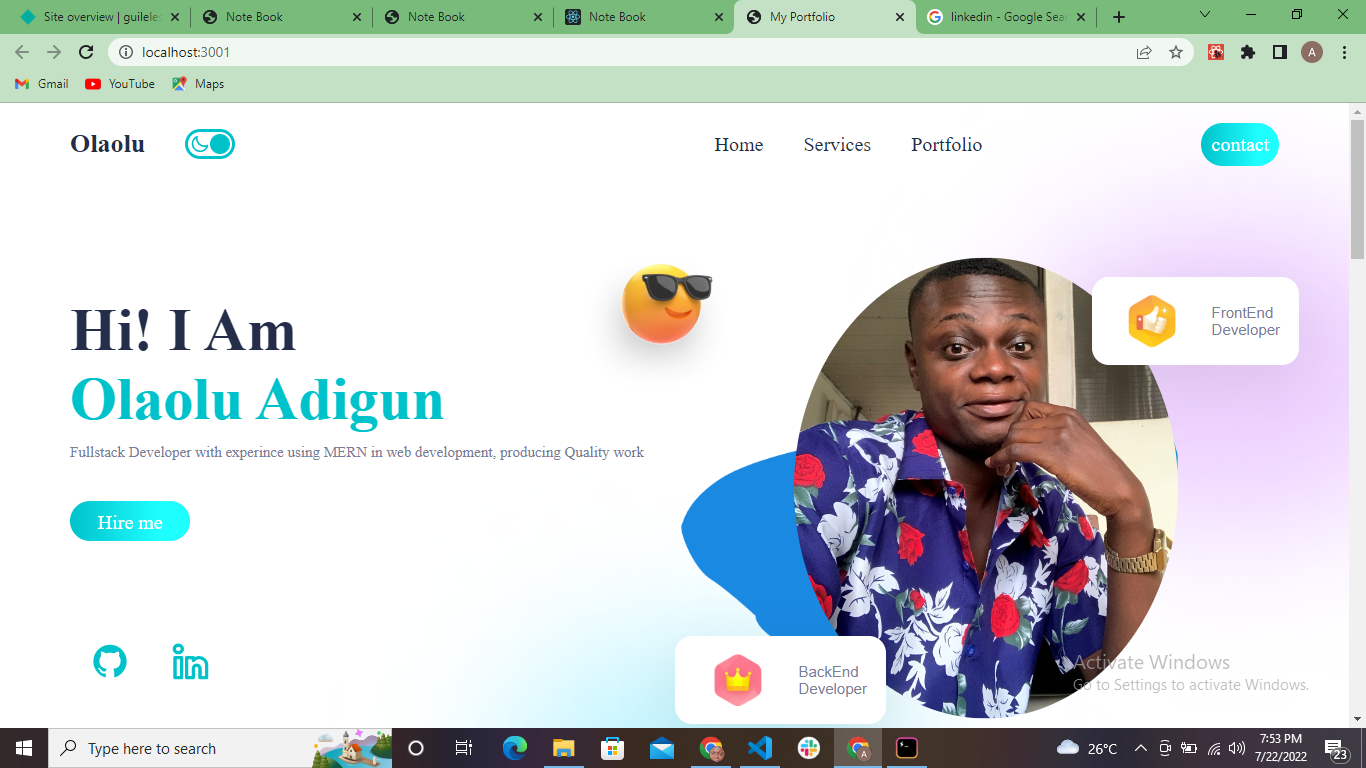 Site overview | guileles
Note Book
Note Book
Note Book
My Portfolio
linkedin - Google Sea
localhost:3001
A
Gmail
YouTube
Maps
Olaolu
Home
Services
Portfolio
contact
FrontEnd
Developer
Hi! I Am
Olaolu Adigun
Fullstack Developer with experince using MERN in web development, producing Quality work
Hire me
in
BackEnd
Developer
Activate Windows
Go to Settings to activate Windows.
Type here to search
A
26°C
7:53 PM
7/22/2022
23